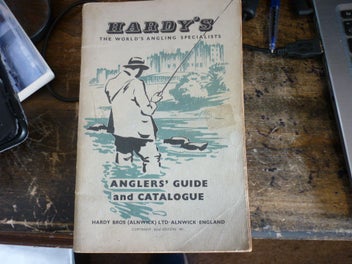 HARDY'S
THE WORLD'S ANGLING SPECIALISTS
ANGLERS' GUIDE
and CATALOGUE
HARDY BROS (ALNWICK) LTD · ALNWICK · ENGLAND